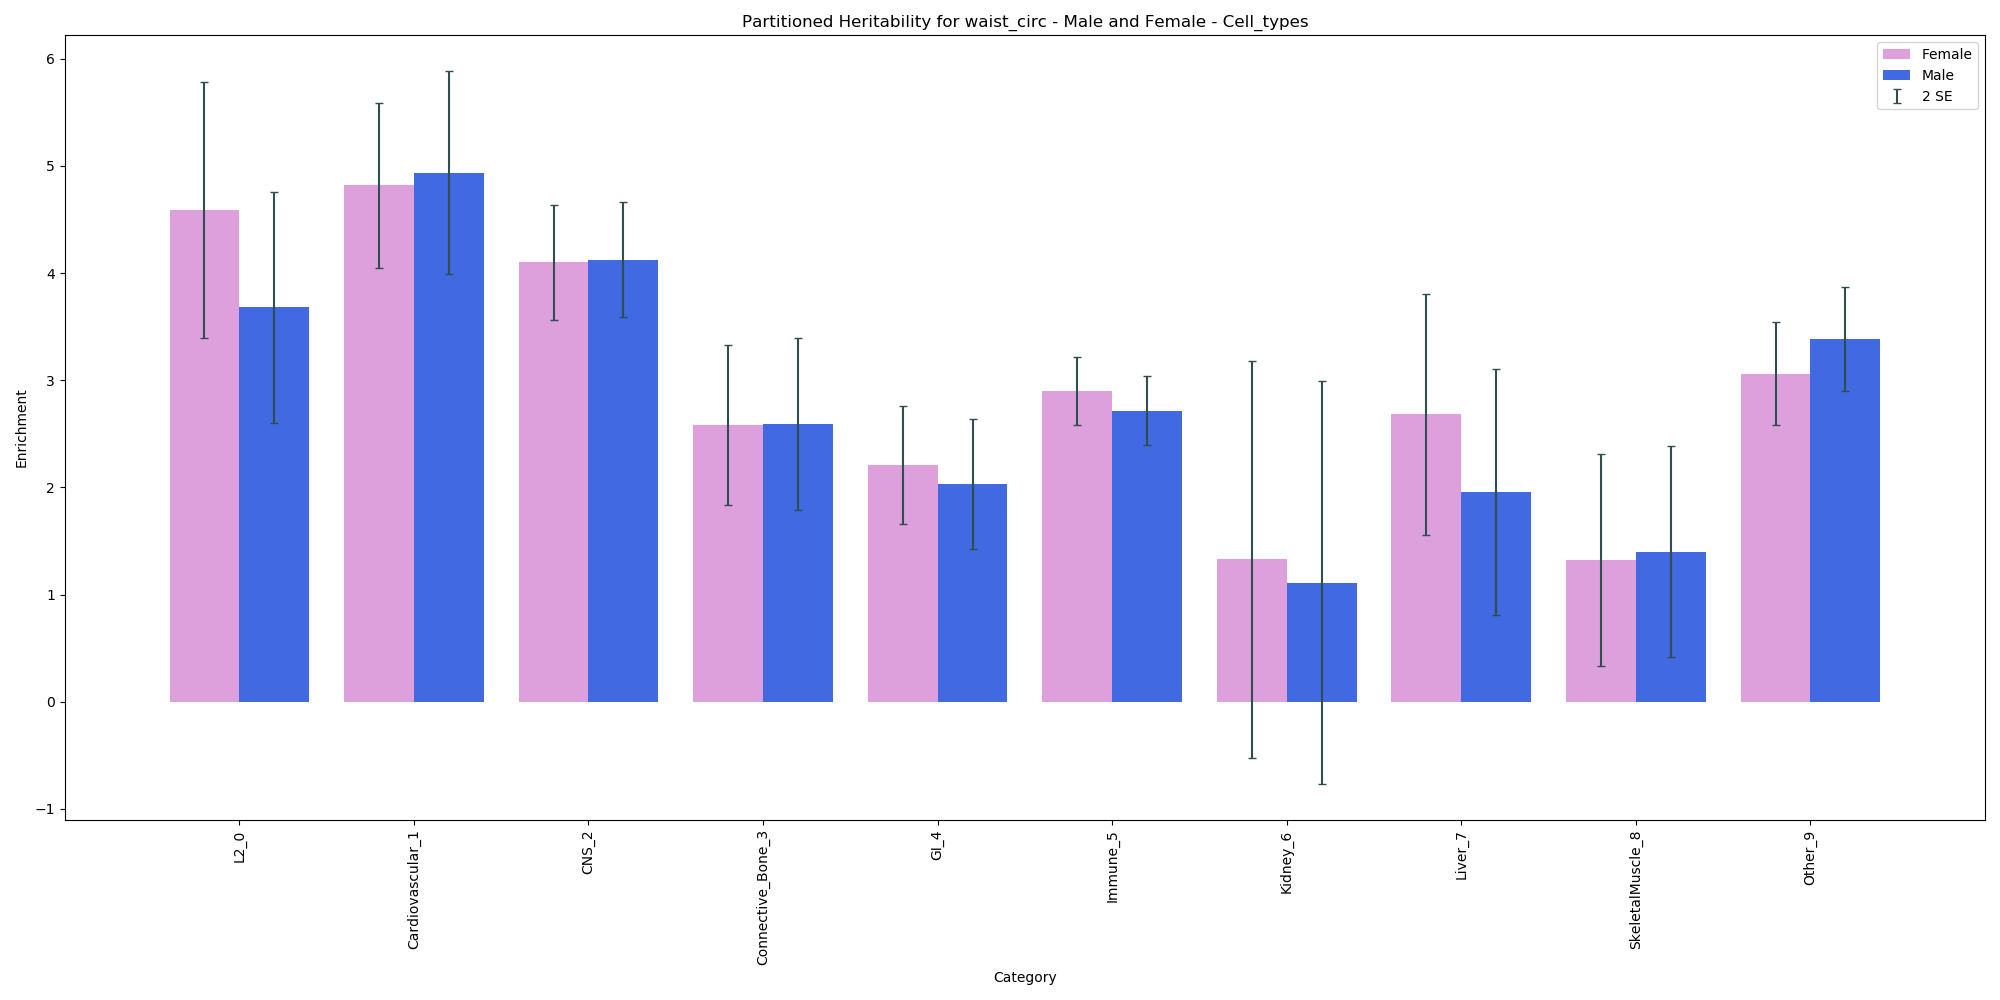 Partitioned Heritability for waist_circ - Male and Female - Cell_types
Female
Male
2 SE
Enrichment
6
5
4
3
2
1
0
−1
L2_0
Cardiovascular_1
CNS_2
Connective_Bone_3
GI_4
Immune_5
Kidney_6
Liver_7
SkeletalMuscle_8
Other_9
Category